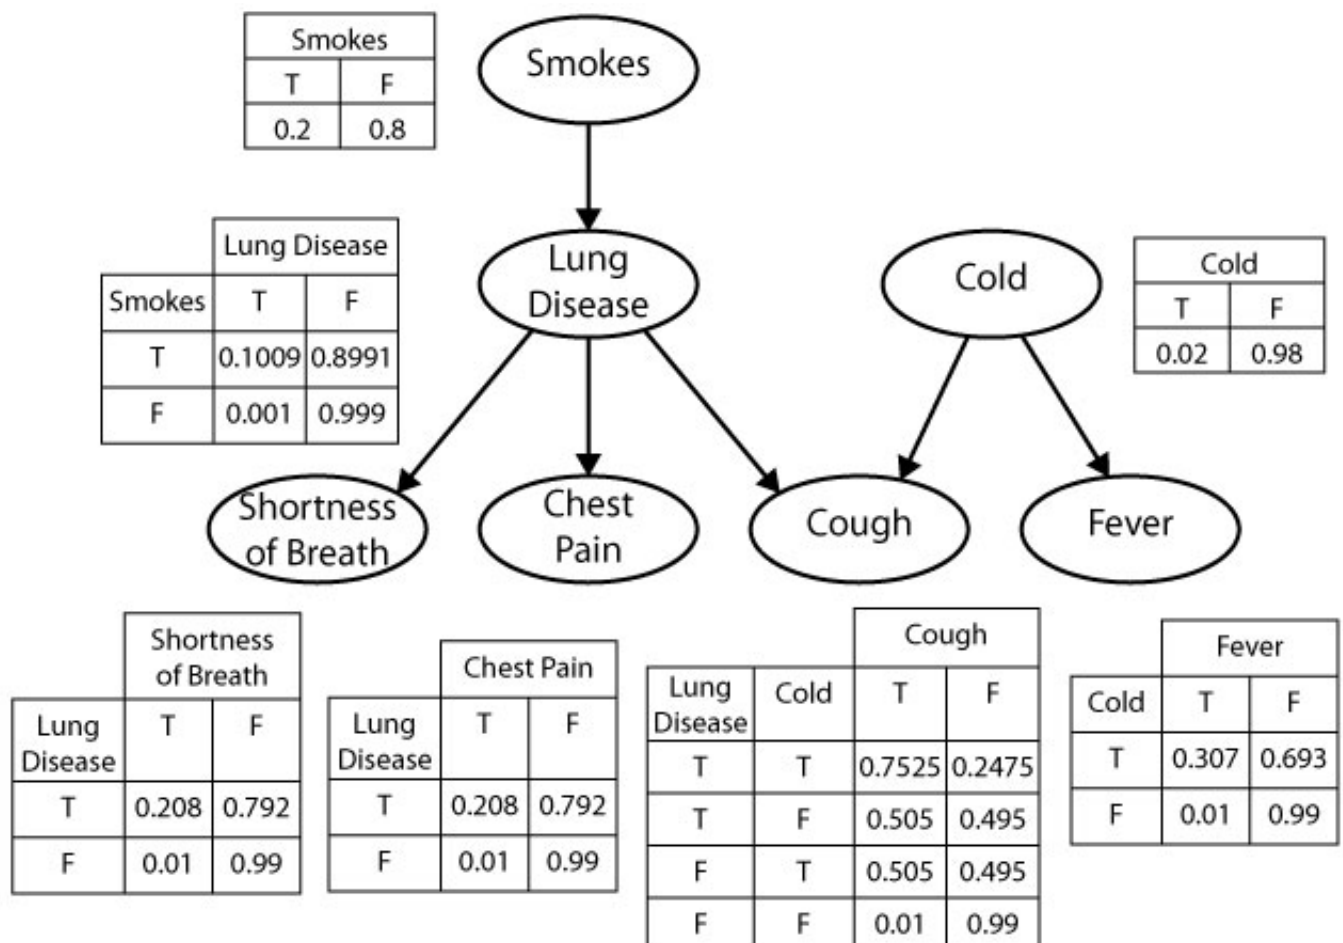 Smokes
T F
0.2 0.8
Smokes
Lung Disease
Smokes T F
T 0.1009 0.8991
F 0.001 0.999
Lung
Disease
Cold
Cold
T F
0.02 0.98
Shortness
of Breath
Chest
Pain
Cough
Fever
Shortness
of Breath
Lung
Disease
T F
T 0.208 0.792
F 0.01 0.99
Chest Pain
Lung
Disease
T F
T 0.208 0.792
F 0.01 0.99
Cough
Lung
Disease
Cold T F
T T 0.7525 0.2475
T F 0.505 0.495
F T 0.505 0.495
F F 0.01 0.99
Fever
Cold T F
T 0.307 0.693
F 0.01 0.99